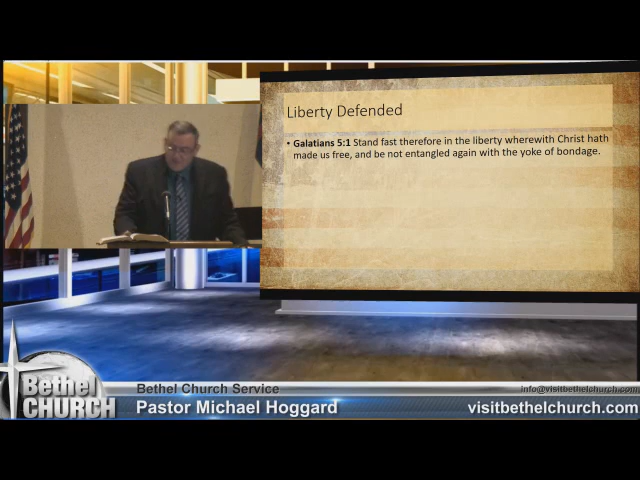 Liberty Defended
• Galatians 5:1 Stand fast therefore in the liberty wherewith Christ hath
made us free, and be not entangled again with the yoke of bondage.
Bethel
CHURCH
Bethel Church Service
info@visitbethelchurch.com
Pastor Michael Hoggard
visitbethelchurch.com